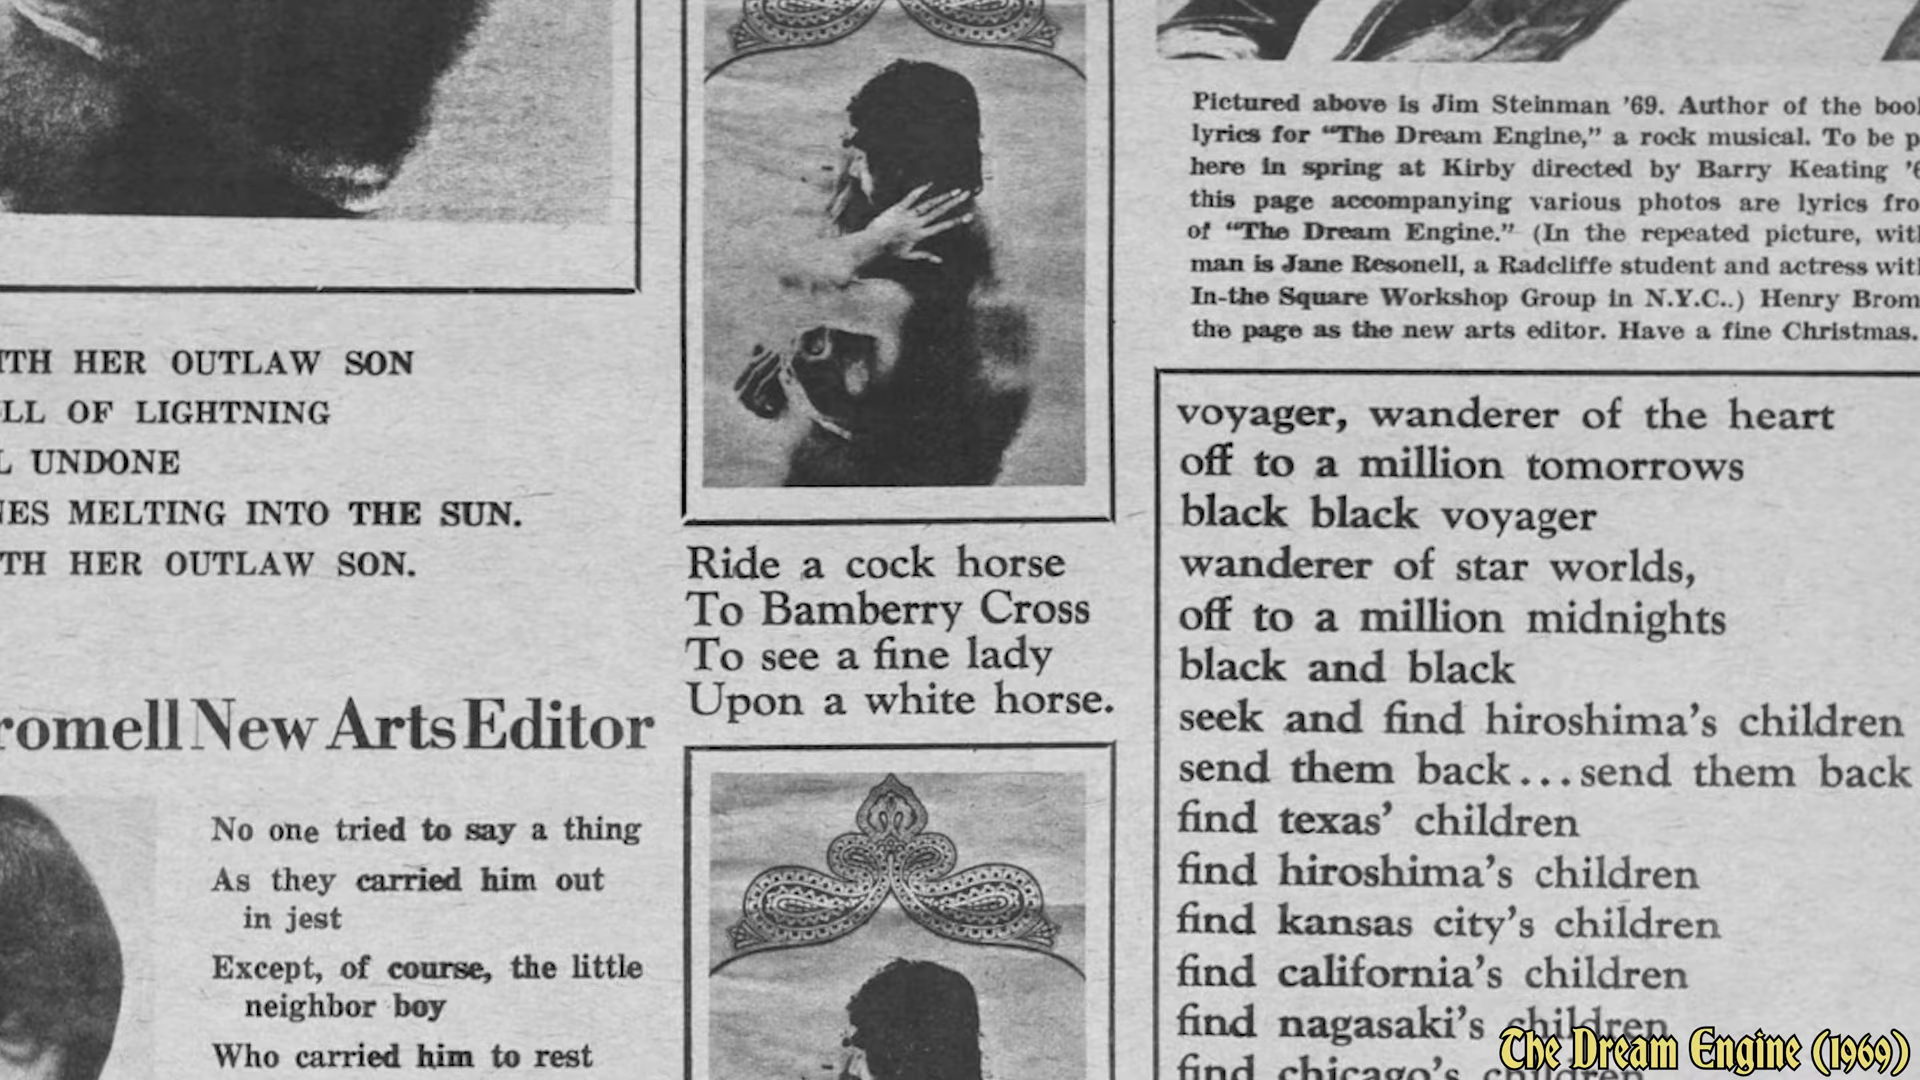 Pictured above is Jim Steinman '69. Author of the
lyrics for "The Dream Engine," a rock musical. To be
here in spring at Kirby directed by Barry Keating
this page accompanying various photos are lyrics
of "The Dream Engine." (In the repeated picture,
man is Jane Resonell, a Radcliffe student and actress
In-the Square Workshop Group in N.Y.C..) Henry
the page as the new arts editor. Have a fine Christmas.
HER OUTLAW SON
OF LIGHTNING
UNDONE
MELTING INTO THE SUN.
HER OUTLAW SON.
New Arts Editor
No one tried to say a thing
As they carried him out
in jest
Except, of course, the little
neighbor boy
Who carried him to rest
Ride a cock horse
To Bamberry Cross
To see a fine lady
Upon a white horse.
voyager, wanderer of the heart
off to a million tomorrows
black black voyager
wanderer of star worlds,
off to a million midnights
black and black
seek and find hiroshima's children
send them back...send them back
find texas' children
find hiroshima's children
find kansas city's children
find california's children
find nagasaki's children
find chicago's children
The Dream Engine (1969)